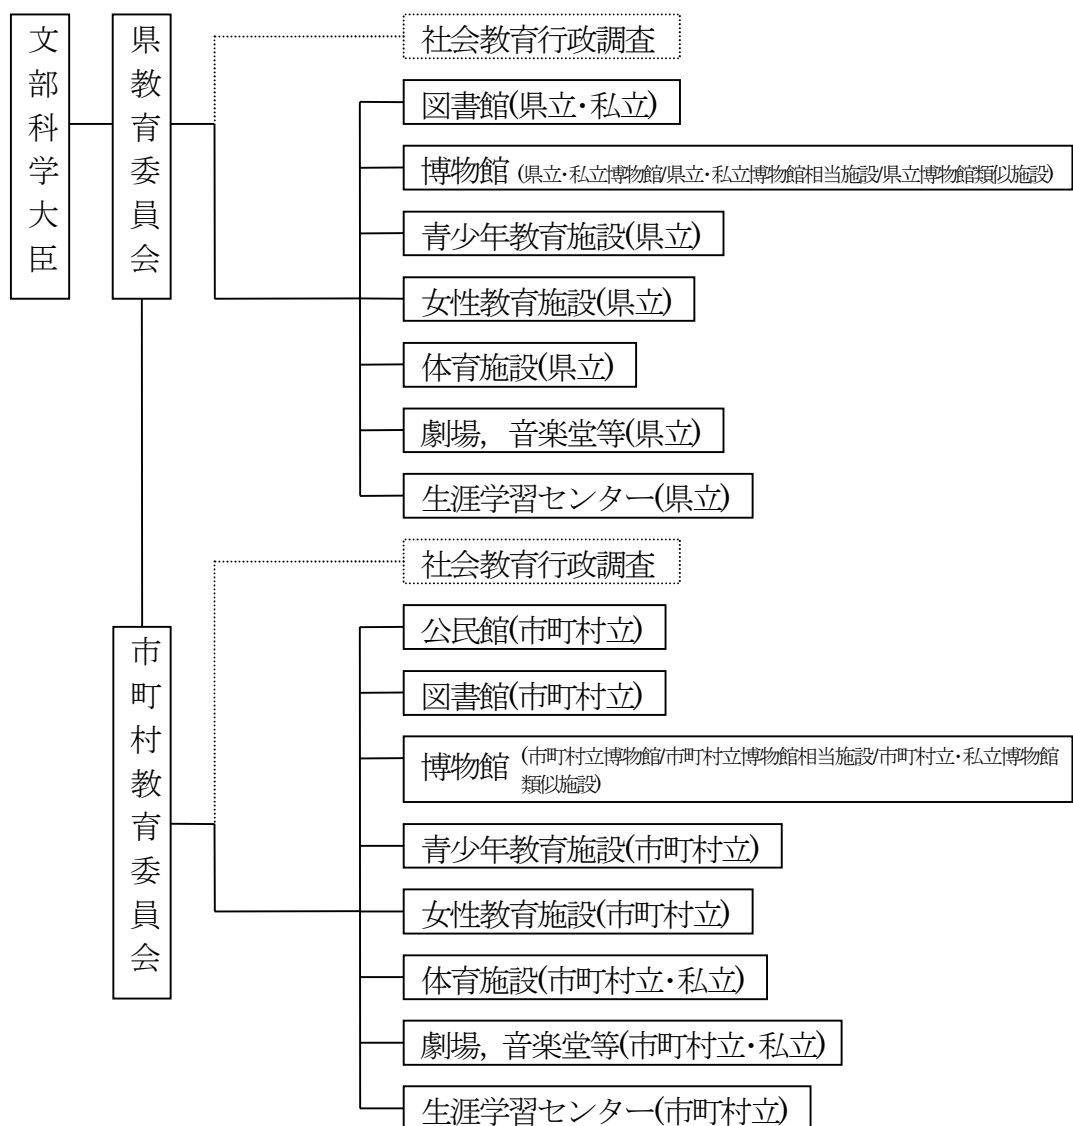 文部科学大臣
県教育委員会
社会教育行政調査
図書館(県立・私立)
博物館 (県立・私立博物館/県立・私立博物館相当施設/県立博物館類似施設)
青少年教育施設(県立)
女性教育施設(県立)
体育施設(県立)
劇場，音楽堂等(県立)
生涯学習センター(県立)
市町村教育委員会
社会教育行政調査
公民館(市町村立)
図書館(市町村立)
博物館 (市町村立博物館/市町村立博物館相当施設/市町村立・私立博物館
類似施設)
青少年教育施設(市町村立)
女性教育施設(市町村立)
体育施設(市町村立・私立)
劇場，音楽堂等(市町村立・私立)
生涯学習センター(市町村立)